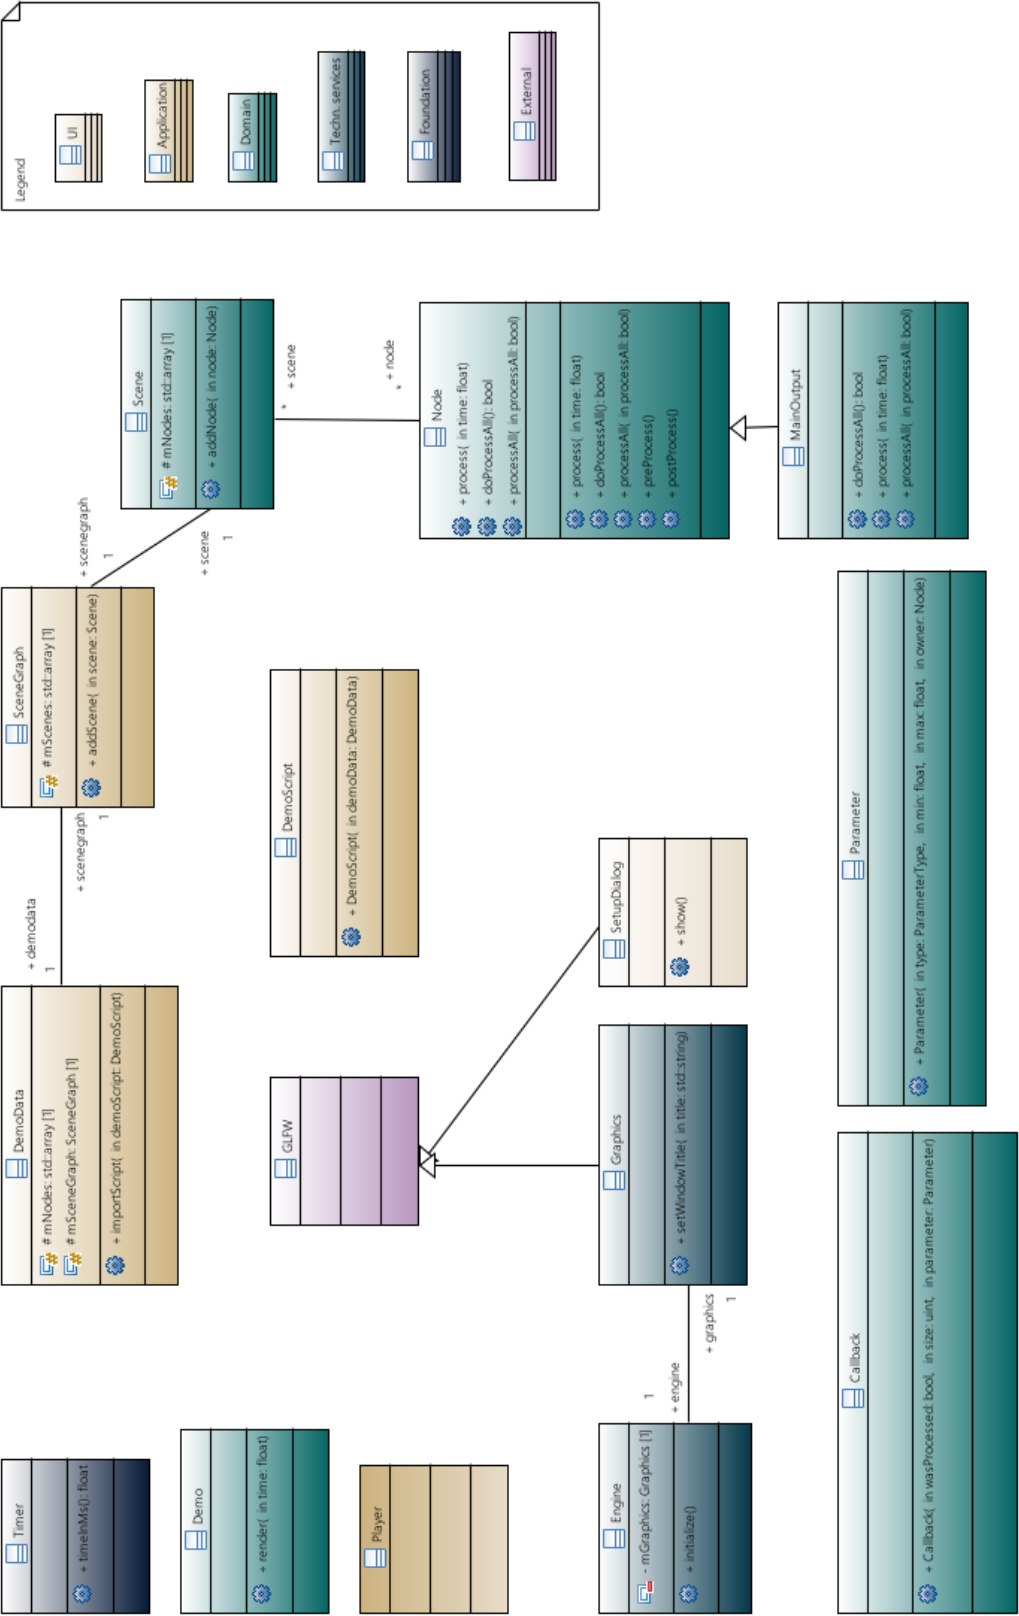 Timer
+ timeInMs(): float
DemoData
# mNodes: std::array [1]
# mSceneGraph: SceneGraph [1]
+ importScript( in demoScript: DemoScript)
+ demodata
1
+ scenegraph
1
SceneGraph
# mScenes: std::array [1]
+ addScene( in scene: Scene)
+ scenegraph
1
+ scene
1
Scene
# mNodes: std::array [1]
+ addNode( in node: Node)
* + scene
* + node
Legend
UI
Application
Domain
Techn. services
Foundation
External
Demo
+ render( in time: float)
Player
GLFW
DemoScript
+ DemoScript( in demoData: DemoData)
Node
+ process( in time: float)
+ doProcessAll(): bool
+ processAll( in processAll: bool)
+ process( in time: float)
+ doProcessAll(): bool
+ processAll( in processAll: bool)
+ preProcess()
+ postProcess()
Engine
- mGraphics: Graphics [1]
+ initialize()
1
+ engine
+ graphics
1
Graphics
+ setWindowTitle( in title: std::string)
SetupDialog
+ show()
MainOutput
+ doProcessAll(): bool
+ process( in time: float)
+ processAll( in processAll: bool)
Callback
+ Callback( in wasProcessed: bool, in size: uint, in parameter: Parameter)
Parameter
+ Parameter( in type: ParameterType, in min: float, in max: float, in owner: Node)